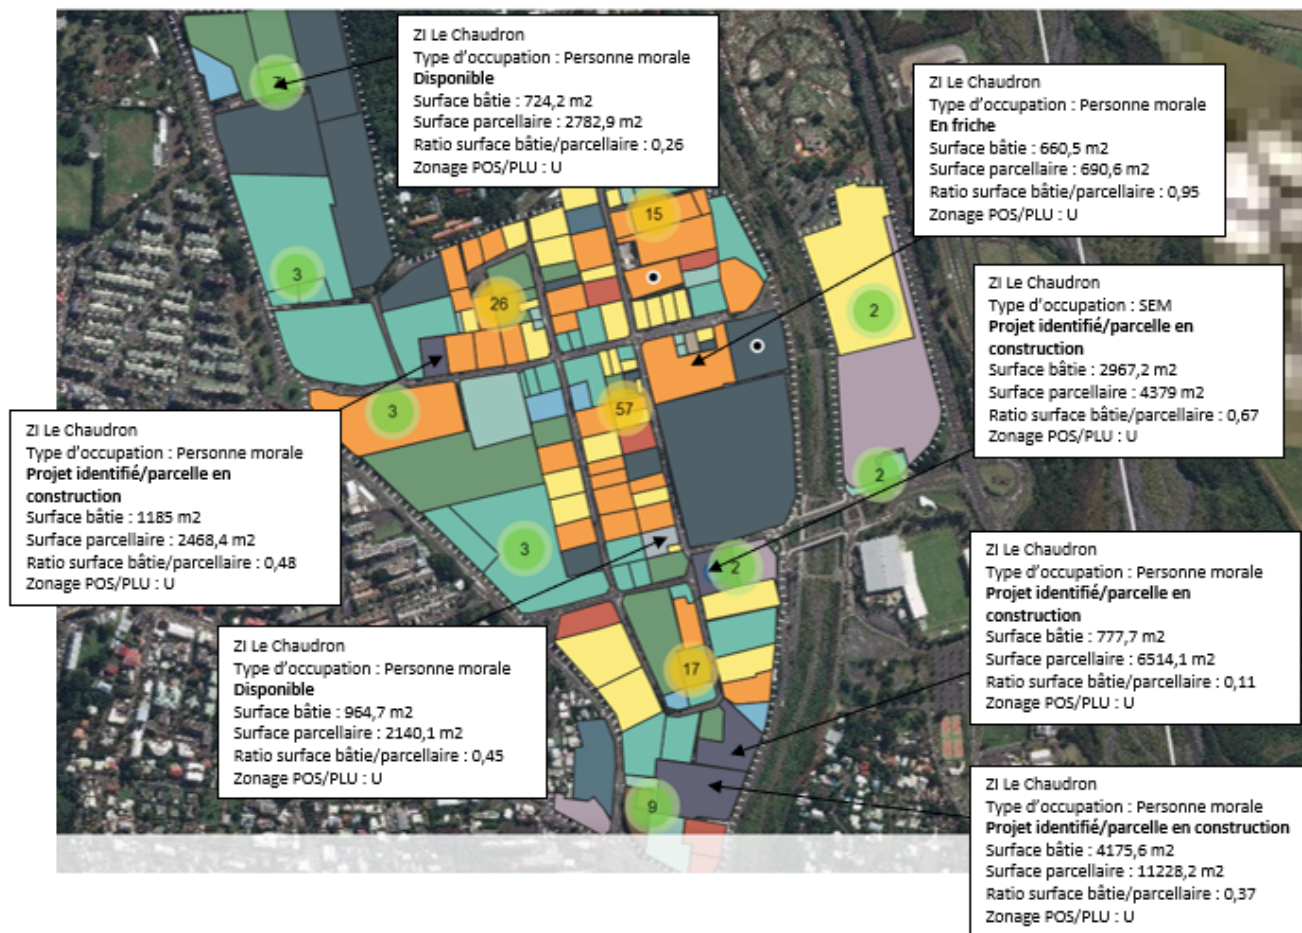 ZI Le Chaudron
Type d'occupation : Personne morale
Disponible
Surface bâtie : 724,2 m2
Surface parcellaire : 2782,9 m2
Ratio surface bâtie/parcellaire : 0,26
Zonage POS/PLU : U
ZI Le Chaudron
Type d'occupation : Personne morale
En friche
Surface bâtie : 660,5 m2
Surface parcellaire : 690,6 m2
Ratio surface bâtie/parcellaire : 0,95
Zonage POS/PLU : U
7
15
3
26
2
ZI Le Chaudron
Type d'occupation : SEM
Projet identifié/parcelle en
construction
Surface bâtie : 2967,2 m2
Surface parcellaire : 4379 m2
Ratio surface bâtie/parcellaire : 0,67
Zonage POS/PLU : U
3
57
ZI Le Chaudron
Type d'occupation : Personne morale
Projet identifié/parcelle en
construction
Surface bâtie : 1185 m2
Surface parcellaire : 2468,4 m2
Ratio surface bâtie/parcellaire : 0,48
Zonage POS/PLU : U
2
3
2
ZI Le Chaudron
Type d'occupation : Personne morale
Projet identifié/parcelle en
construction
Surface bâtie : 777,7 m2
Surface parcellaire : 6514,1 m2
Ratio surface bâtie/parcellaire : 0,11
Zonage POS/PLU : U
ZI Le Chaudron
Type d'occupation : Personne morale
Disponible
Surface bâtie : 964,7 m2
Surface parcellaire : 2140,1 m2
Ratio surface bâtie/parcellaire : 0,45
Zonage POS/PLU : U
17
9
ZI Le Chaudron
Type d'occupation : Personne morale
Projet identifié/parcelle en construction
Surface bâtie : 4175,6 m2
Surface parcellaire : 11228,2 m2
Ratio surface bâtie/parcellaire : 0,37
Zonage POS/PLU : U